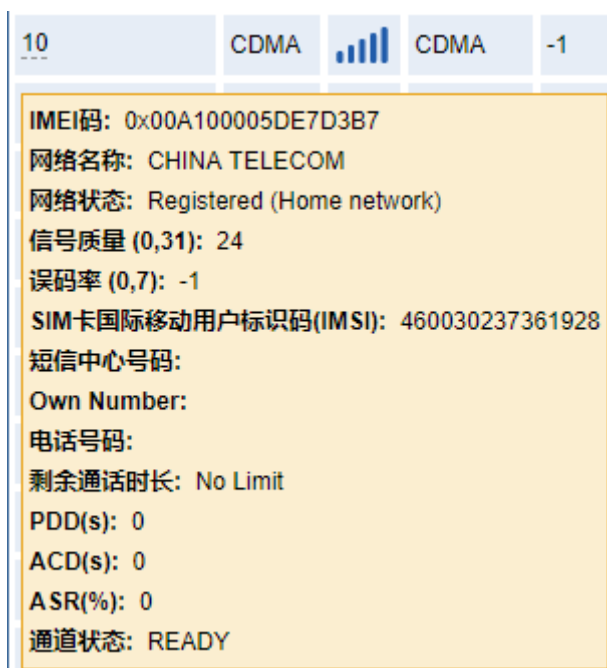 10 CDMA CDMA -1
IMEI码: 0x00A100005DE7D3B7
网络名称: CHINA TELECOM
网络状态: Registered (Home network)
信号质量 (0,31): 24
误码率 (0,7): -1
SIM卡国际移动用户标识码(IMSI): 460030237361928
短信中心号码:
Own Number:
电话号码:
剩余通话时长: No Limit
PDD(s): 0
ACD(s): 0
ASR(%): 0
通道状态: READY